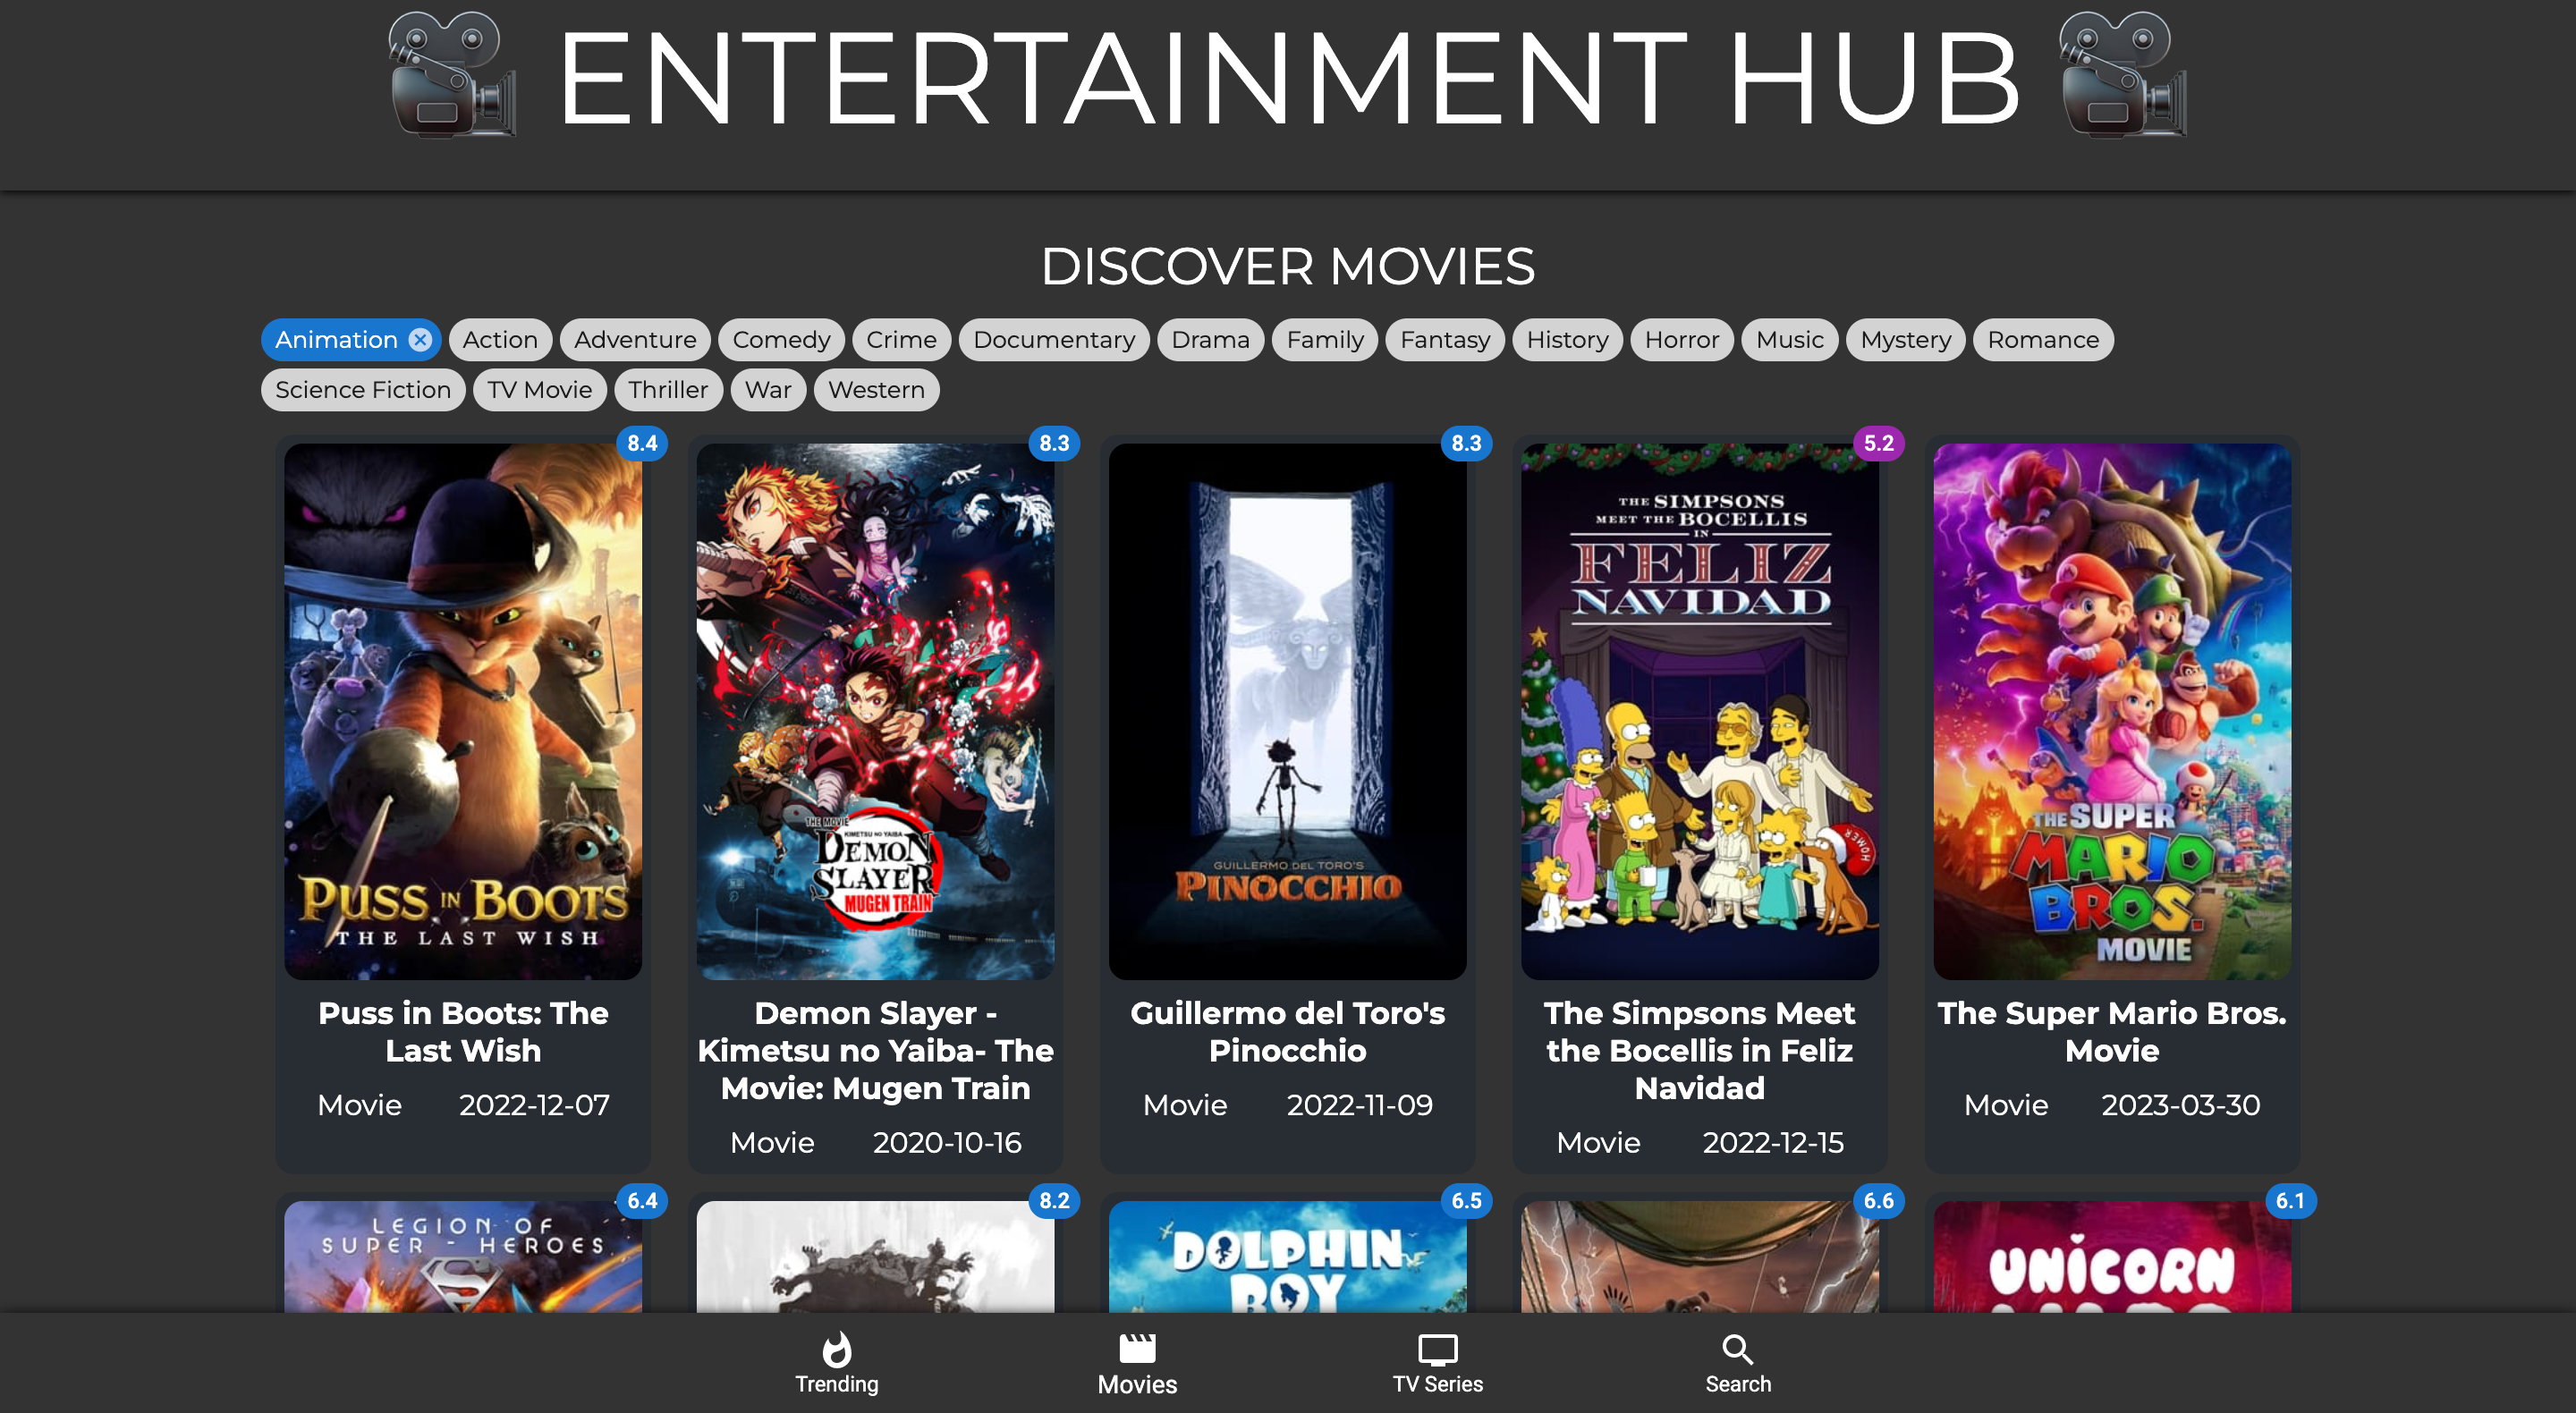 ENTERTAINMENT HUB
DISCOVER MOVIES
Animation Action Adventure Comedy Crime Documentary Drama Family Fantasy History Horror Music Mystery Romance
Science Fiction TV Movie Thriller War Western
8.4
8.3
8.3
5.2
PUSS IN BOOTS
THE LAST WISH
THE MOVIE
KIMETSU NO YAIBA
DEMON
SLAYER
MUGEN TRAIN
GUILLERMO DEL TORO'S
PINOCCHIO
THE SIMPSONS
MEET THE BOCELLIS
IN
FELIZ
NAVIDAD
HOMER
THE SUPER
MARIO
BROS.
MOVIE
Puss in Boots: The
Last Wish
Movie 2022-12-07
Demon Slayer -
Kimetsu no Yaiba- The
Movie: Mugen Train
Movie 2020-10-16
Guillermo del Toro's
Pinocchio
Movie 2022-11-09
The Simpsons Meet
the Bocellis in Feliz
Navidad
Movie 2022-12-15
The Super Mario Bros.
Movie
Movie 2023-03-30
6.4
8.2
6.5
6.6
6.1
LEGION OF
SUPER-HEROES
DOLPHIN
BOY
UNICORN
Trending Movies TV Series Search